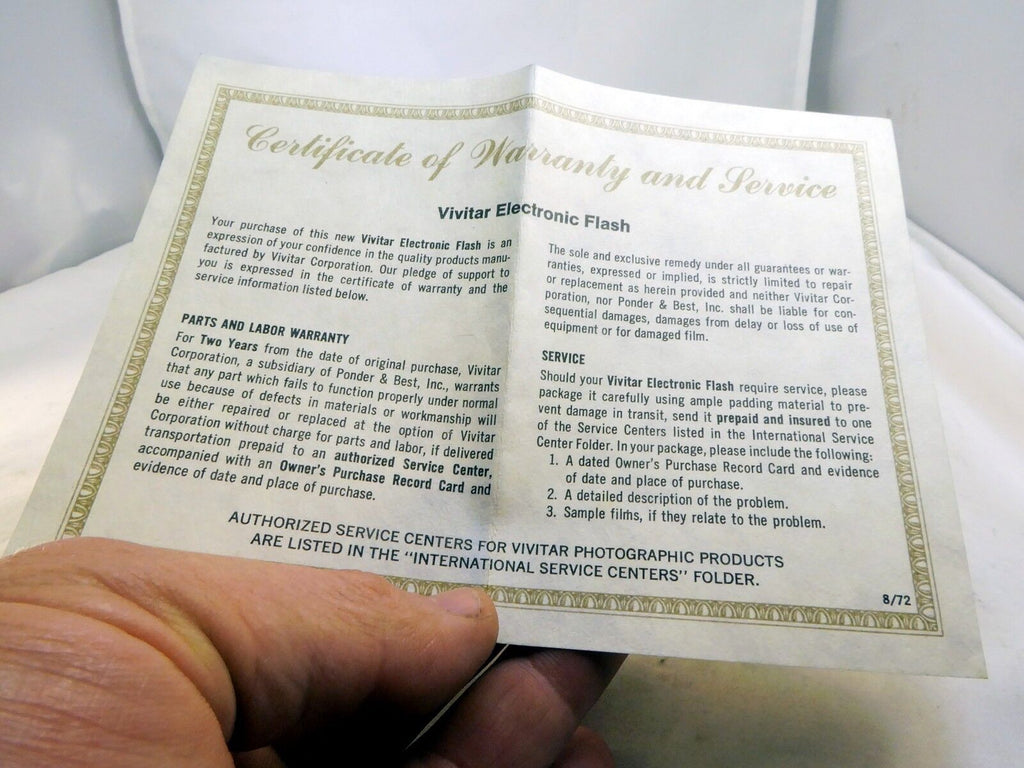 Certificate of Warranty and Service
Vivitar Electronic Flash
Your purchase of this new Vivitar Electronic Flash is an
expression of your confidence in the quality products manu-
factured by Vivitar Corporation. Our pledge of support to
you is expressed in the certificate of warranty and the
service information listed below.
PARTS AND LABOR WARRANTY
For Two Years from the date of original purchase, Vivitar
Corporation, a subsidiary of Ponder & Best, Inc., warrants
that any part which fails to function properly under normal
use because of defects in materials or workmanship will
be either repaired or replaced at the option of Vivitar
Corporation without charge for parts and labor, if delivered
transportation prepaid to an authorized Service Center,
accompanied with an Owner's Purchase Record Card and
evidence of date and place of purchase.
The sole and exclusive remedy under all guarantees or war-
ranties, expressed or implied, is strictly limited to repair
or replacement as herein provided and neither Vivitar Cor-
poration, nor Ponder & Best, Inc. shall be liable for con-
sequential damages, damages from delay or loss of use of
equipment or for damaged film.
SERVICE
Should your Vivitar Electronic Flash require service, please
package it carefully using ample padding material to pre-
vent damage in transit, send it prepaid and insured to one
of the Service Centers listed in the International Service
Center Folder. In your package, please include the following:
1. A dated Owner's Purchase Record Card and evidence
of date and place of purchase.
2. A detailed description of the problem.
3. Sample films, if they relate to the problem.
AUTHORIZED SERVICE CENTERS FOR VIVITAR PHOTOGRAPHIC PRODUCTS
ARE LISTED IN THE "INTERNATIONAL SERVICE CENTERS" FOLDER.
8/72